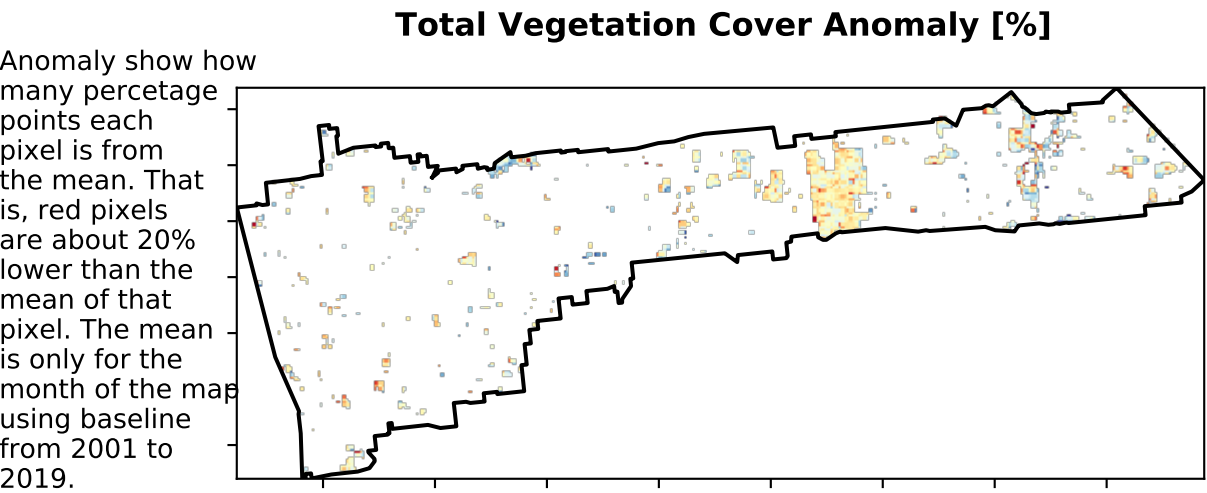 Total Vegetation Cover Anomaly [%]
Anomaly show how
many percetage
points each
pixel is from
the mean. That
is, red pixels
are about 20%
lower than the
mean of that
pixel. The mean
is only for the
month of the map
using baseline
from 2001 to
2019.